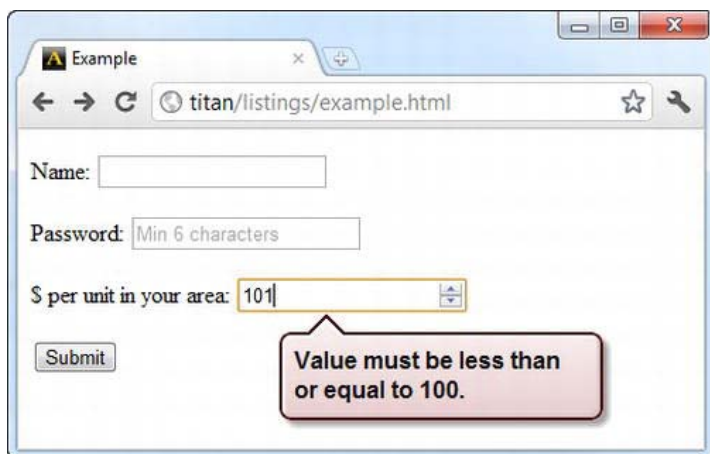 Example
titan/listings/example.html
Name:
Password: Min 6 characters
$ per unit in your area: 101
Submit
Value must be less than
or equal to 100.